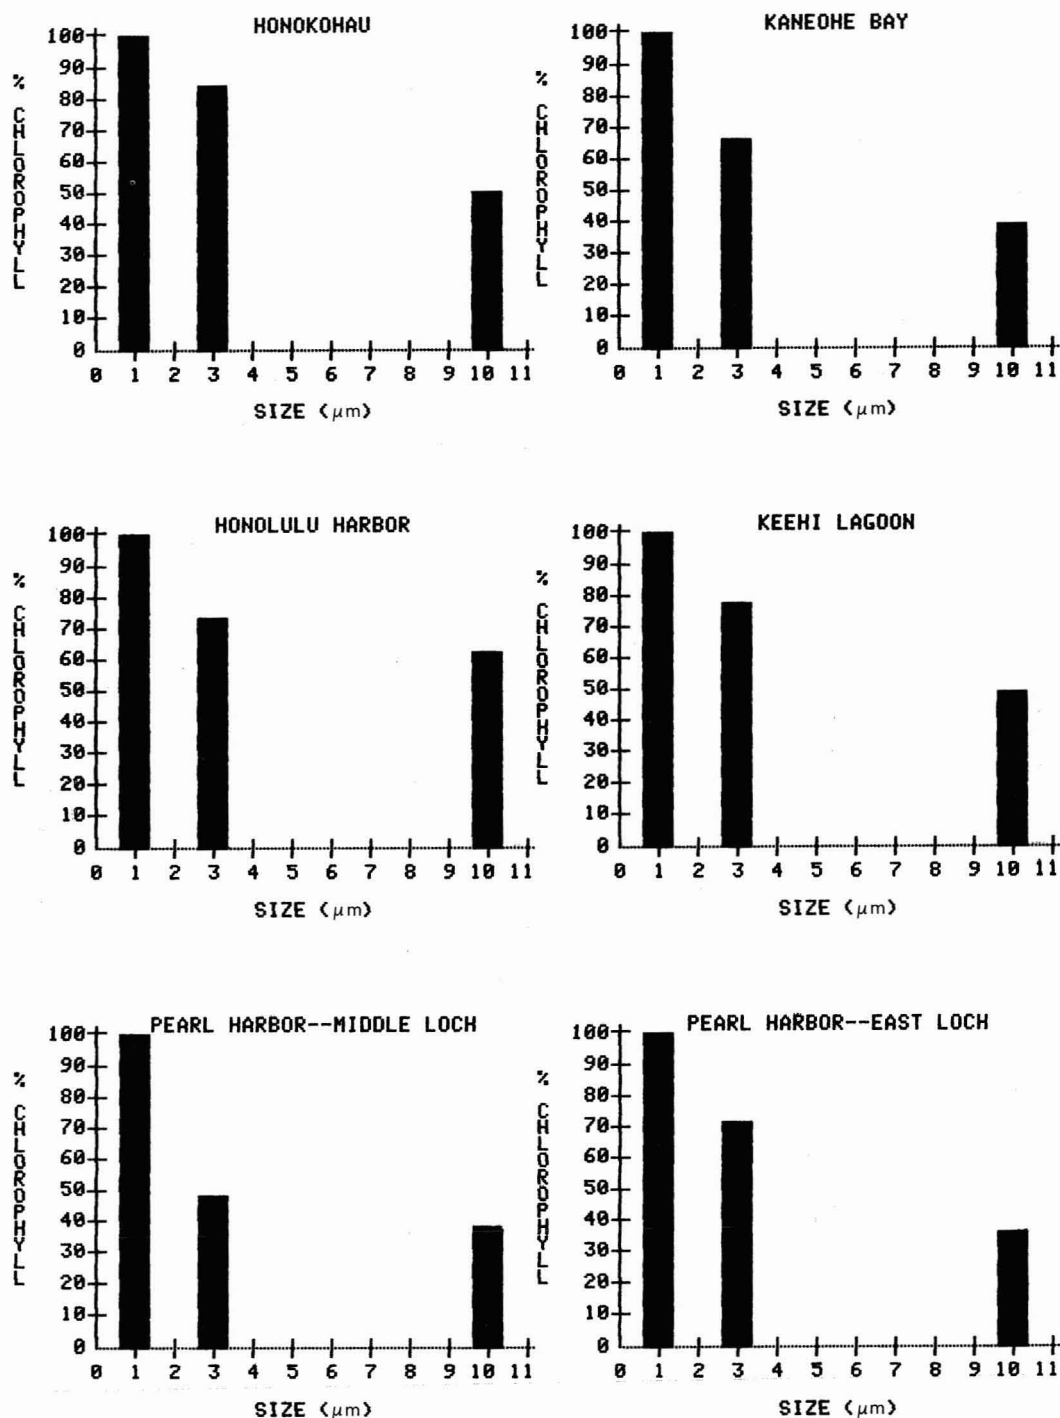 HONOKOHAU
% CHLOROPHYLL
100
90
80
70
60
50
40
30
20
10
0
0 1 2 3 4 5 6 7 8 9 10 11
SIZE (μm)
KANEOHE BAY
% CHLOROPHYLL
100
90
80
70
60
50
40
30
20
10
0
0 1 2 3 4 5 6 7 8 9 10 11
SIZE (μm)
HONOLULU HARBOR
% CHLOROPHYLL
100
90
80
70
60
50
40
30
20
10
0
0 1 2 3 4 5 6 7 8 9 10 11
SIZE (μm)
KEEHI LAGOON
% CHLOROPHYLL
100
90
80
70
60
50
40
30
20
10
0
0 1 2 3 4 5 6 7 8 9 10 11
SIZE (μm)
PEARL HARBOR--MIDDLE LOCH
% CHLOROPHYLL
100
90
80
70
60
50
40
30
20
10
0
0 1 2 3 4 5 6 7 8 9 10 11
SIZE (μm)
PEARL HARBOR--EAST LOCH
% CHLOROPHYLL
100
90
80
70
60
50
40
30
20
10
0
0 1 2 3 4 5 6 7 8 9 10 11
SIZE (μm)